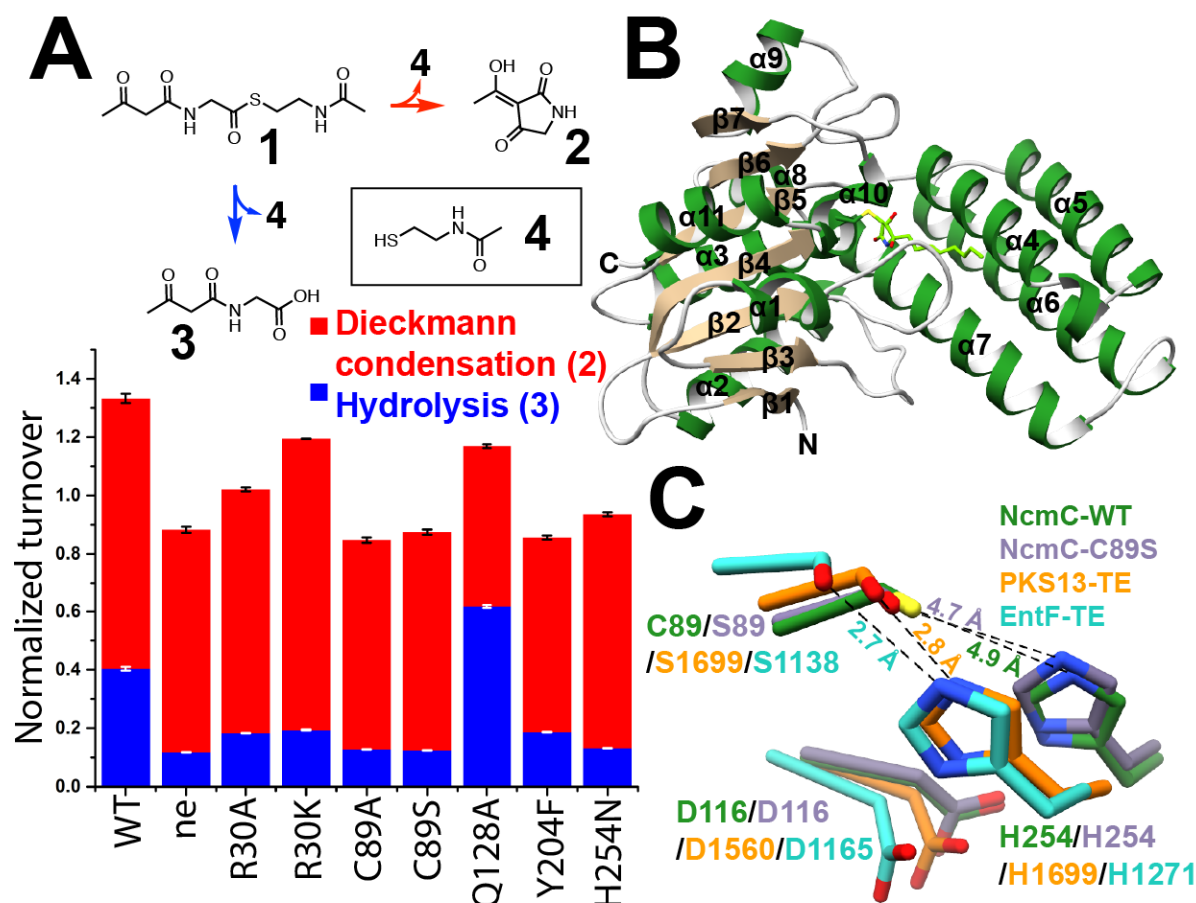 A
O
O
N
H
O
S
H
N
O
1
4
OH
O
NH
O
2
4
HS
H
N
O
4
O
O
N
H
OH
O
3
Dieckmann
condensation (2)
Hydrolysis (3)
Normalized turnover
1.4
1.2
1.0
0.8
0.6
0.4
0.2
0.0
WT
ne
R30A
R30K
C89A
C89S
Q128A
Y204F
H254N
B
α9
β7
β6
α8
β5
α10
α5
α11
α4
α3
β4
C
α6
α1
β2
α7
β3
α2
β1
N
C
NcmC-WT
NcmC-C89S
PKS13-TE
EntF-TE
4.7 Å
4.9 Å
2.8 Å
2.7 Å
C89/S89
/S1699/S1138
D116/D116
/D1560/D1165
H254/H254
/H1699/H1271